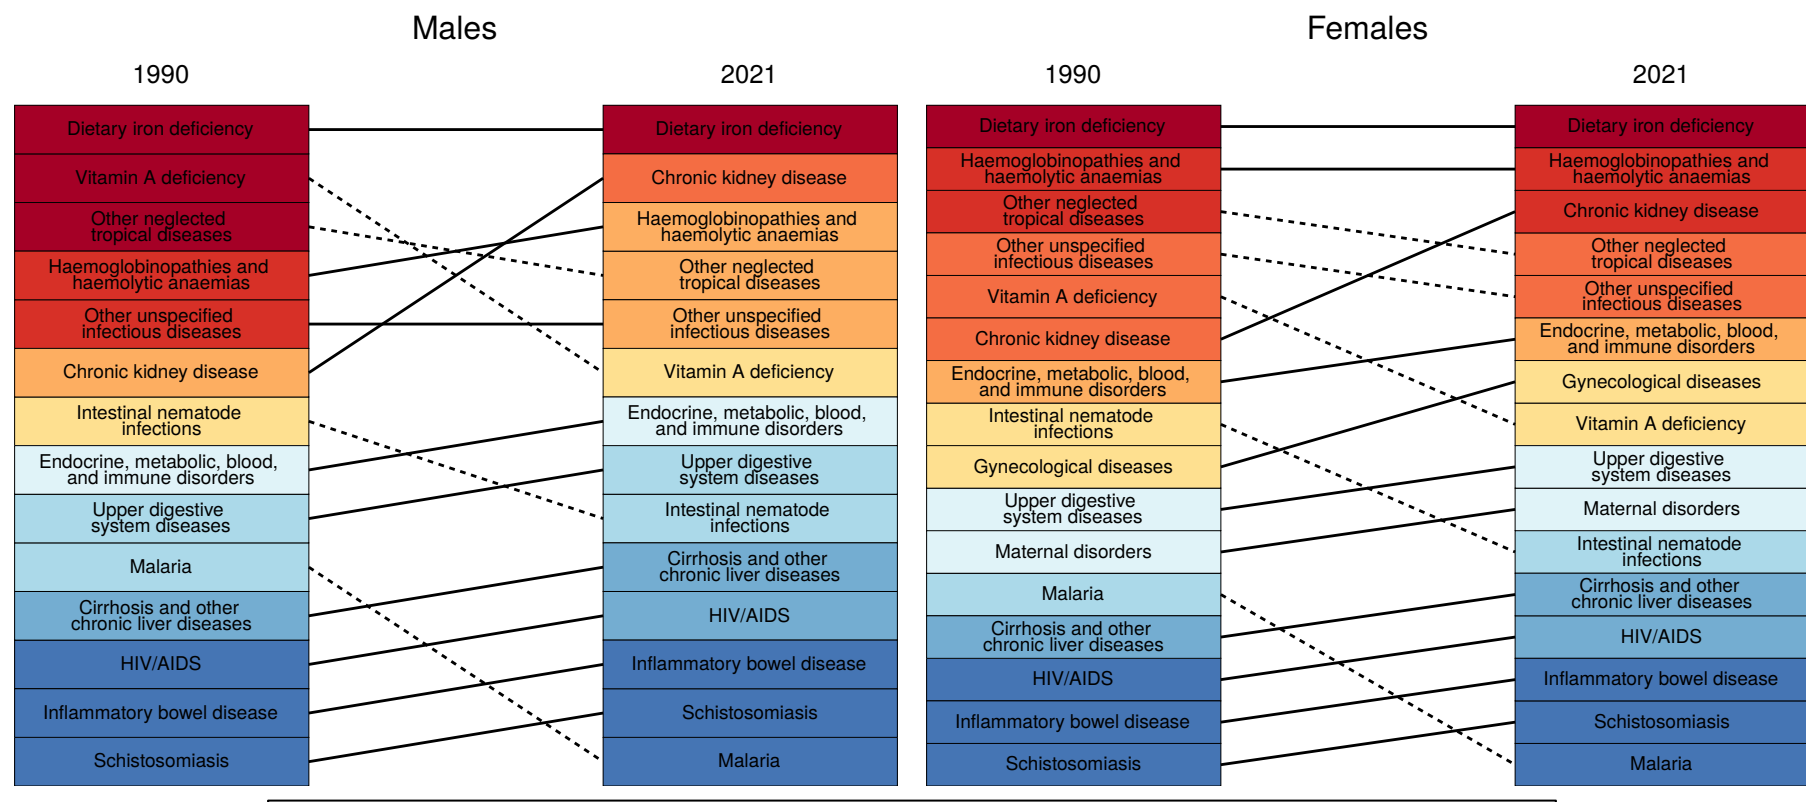 Males
1990
2021
Dietary iron deficiency
Vitamin A deficiency
Other neglected
tropical diseases
Haemoglobinopathies and
haemolytic anaemias
Other unspecified
infectious diseases
Chronic kidney disease
Intestinal nematode
infections
Endocrine, metabolic, blood,
and immune disorders
Upper digestive
system diseases
Malaria
Cirrhosis and other
chronic liver diseases
HIV/AIDS
Inflammatory bowel disease
Schistosomiasis
Dietary iron deficiency
Chronic kidney disease
Haemoglobinopathies and
haemolytic anaemias
Other neglected
tropical diseases
Other unspecified
infectious diseases
Vitamin A deficiency
Endocrine, metabolic, blood,
and immune disorders
Upper digestive
system diseases
Intestinal nematode
infections
Cirrhosis and other
chronic liver diseases
HIV/AIDS
Inflammatory bowel disease
Schistosomiasis
Malaria
Females
1990
2021
Dietary iron deficiency
Haemoglobinopathies and
haemolytic anaemias
Other neglected
tropical diseases
Other unspecified
infectious diseases
Vitamin A deficiency
Chronic kidney disease
Endocrine, metabolic, blood,
and immune disorders
Intestinal nematode
infections
Gynecological diseases
Upper digestive
system diseases
Maternal disorders
Malaria
Cirrhosis and other
chronic liver diseases
HIV/AIDS
Inflammatory bowel disease
Schistosomiasis
Dietary iron deficiency
Haemoglobinopathies and
haemolytic anaemias
Chronic kidney disease
Other neglected
tropical diseases
Other unspecified
infectious diseases
Endocrine, metabolic, blood,
and immune disorders
Gynecological diseases
Vitamin A deficiency
Upper digestive
system diseases
Maternal disorders
Intestinal nematode
infections
Cirrhosis and other
chronic liver diseases
HIV/AIDS
Inflammatory bowel disease
Schistosomiasis
Malaria